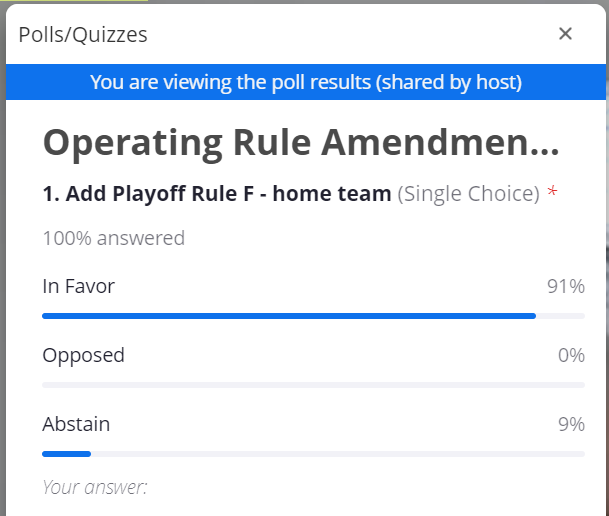 Polls/Quizzes ×
You are viewing the poll results (shared by host)
Operating Rule Amendmen...
1. Add Playoff Rule F - home team (Single Choice) *
100% answered
In Favor 91%
Opposed 0%
Abstain 9%
Your answer: